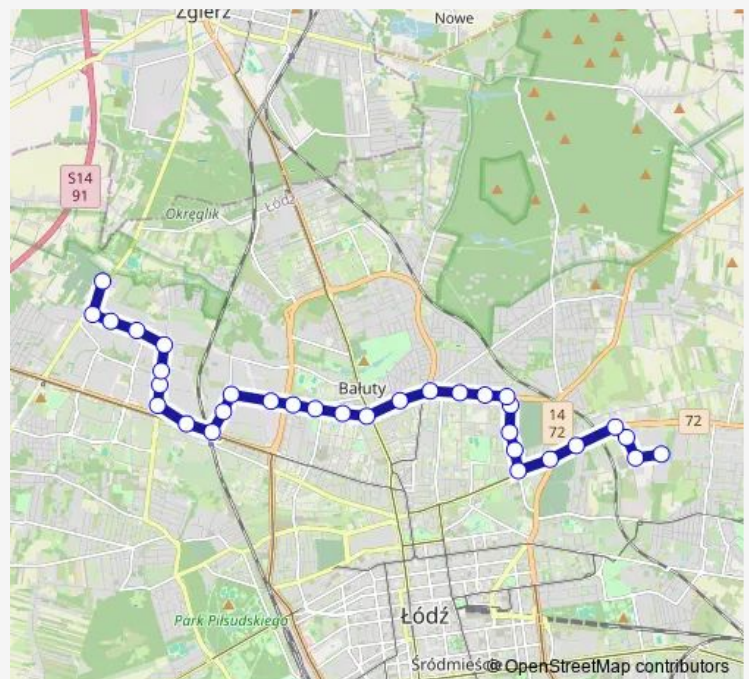 Zgierz
Nowe
S14
91
Okręglik
Łódź
Bałuty
14
72
72
Łódź
Park Piłsudskiego
Śródmieście
© OpenStreetMap contributors